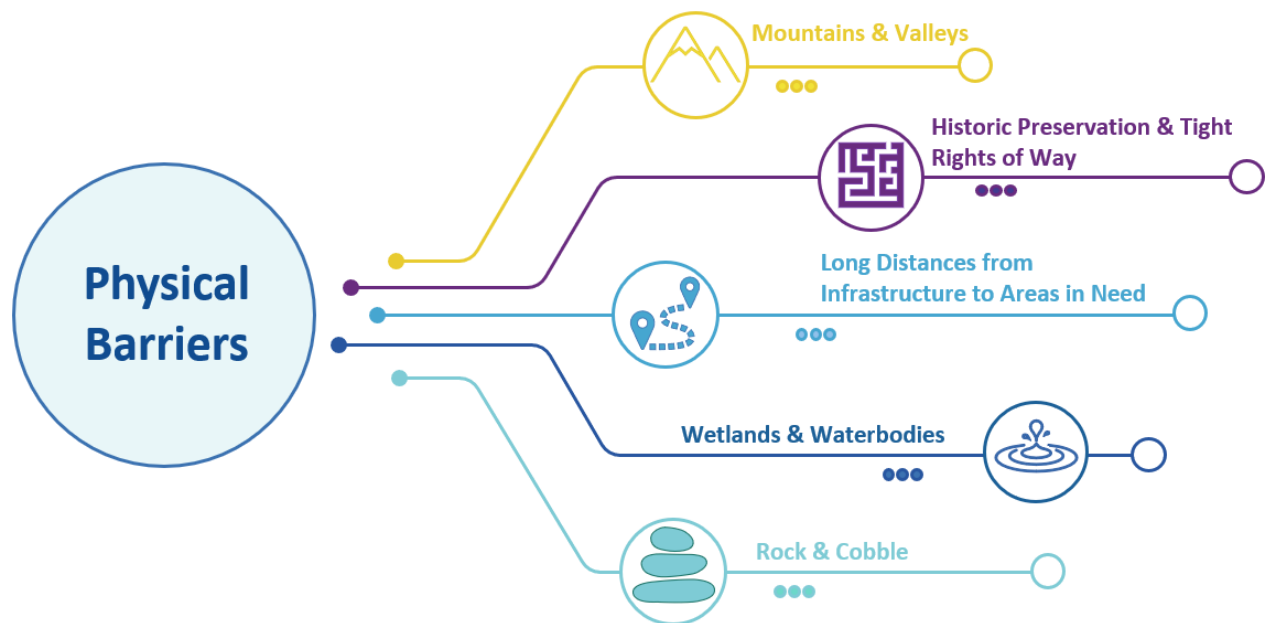 Physical
Barriers
Mountains & Valleys
Historic Preservation & Tight
Rights of Way
Long Distances from
Infrastructure to Areas in Need
Wetlands & Waterbodies
Rock & Cobble